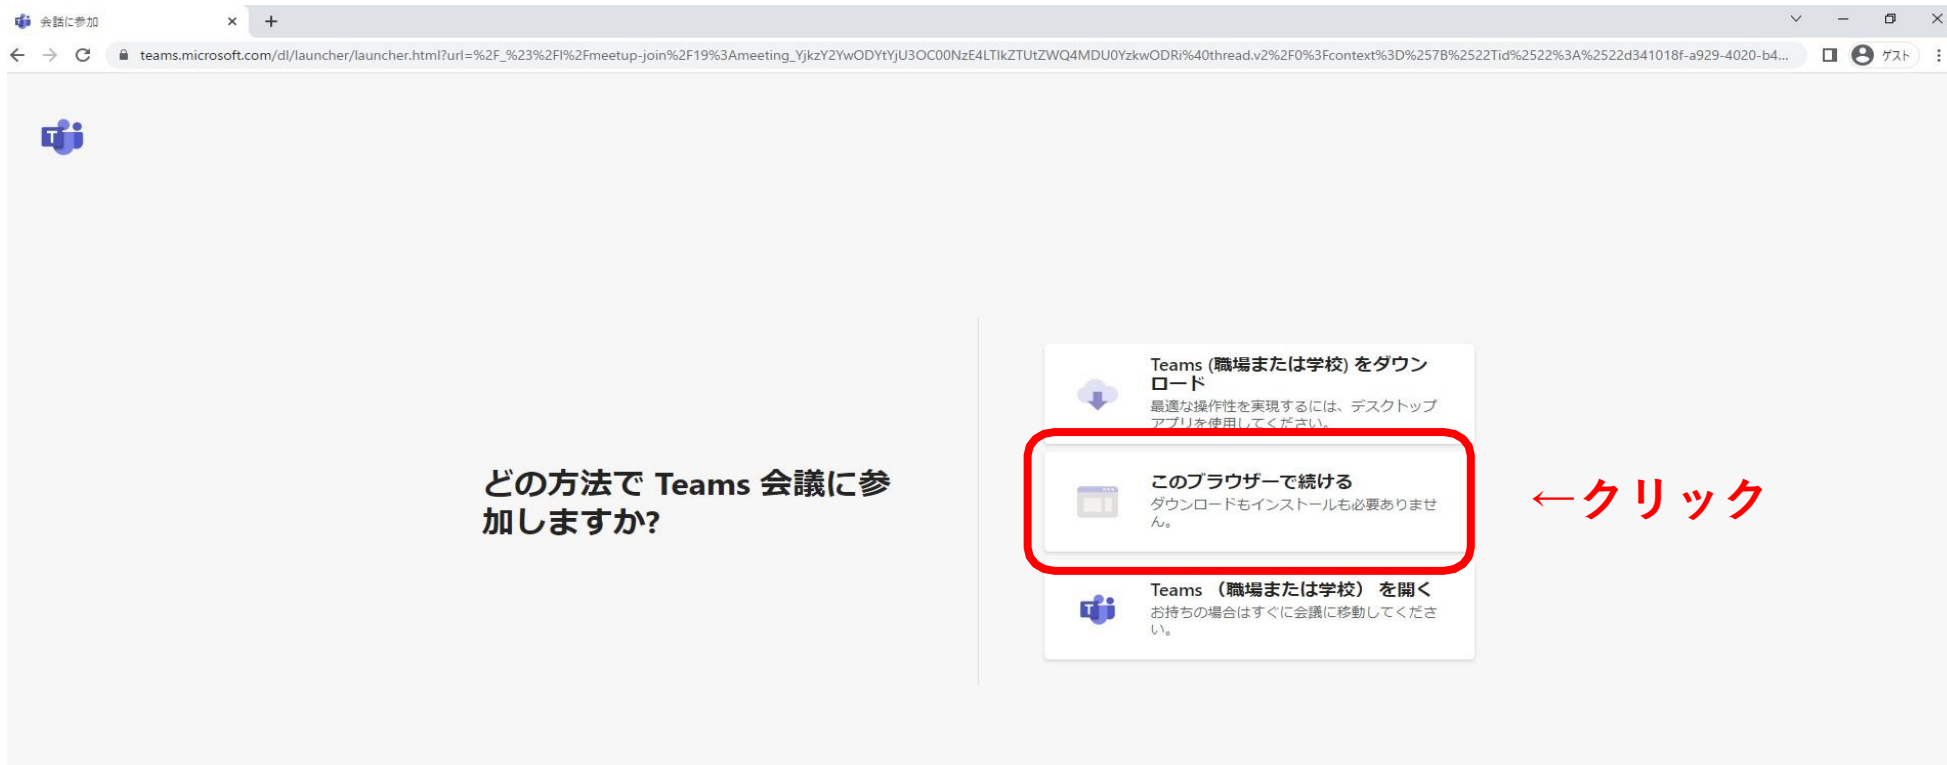 会話に参加
teams.microsoft.com/dl/launcher/launcher.html?url=%2F_%23%2Fl%2Fmeetup-join%2F19%3Ameeting_YjkzY2YwODYtYjU3OC00NzE4LTlkZTUtZWQ4MDU0YzkwODRi%40thread.v2%2F0%3Fcontext%3D%257B%2522Tid%2522%3A%2522d341018f-a929-4020-b4...
ゲスト
どの方法で Teams 会議に参
加しますか?
Teams (職場または学校) をダウン
ロード
最適な操作性を実現するには、デスクトップ
アプリを使用してください。
このブラウザーで続ける
ダウンロードもインストールも必要ありませ
ん。
←クリック
Teams （職場または学校） を開く
お持ちの場合はすぐに会議に移動してくださ
い。